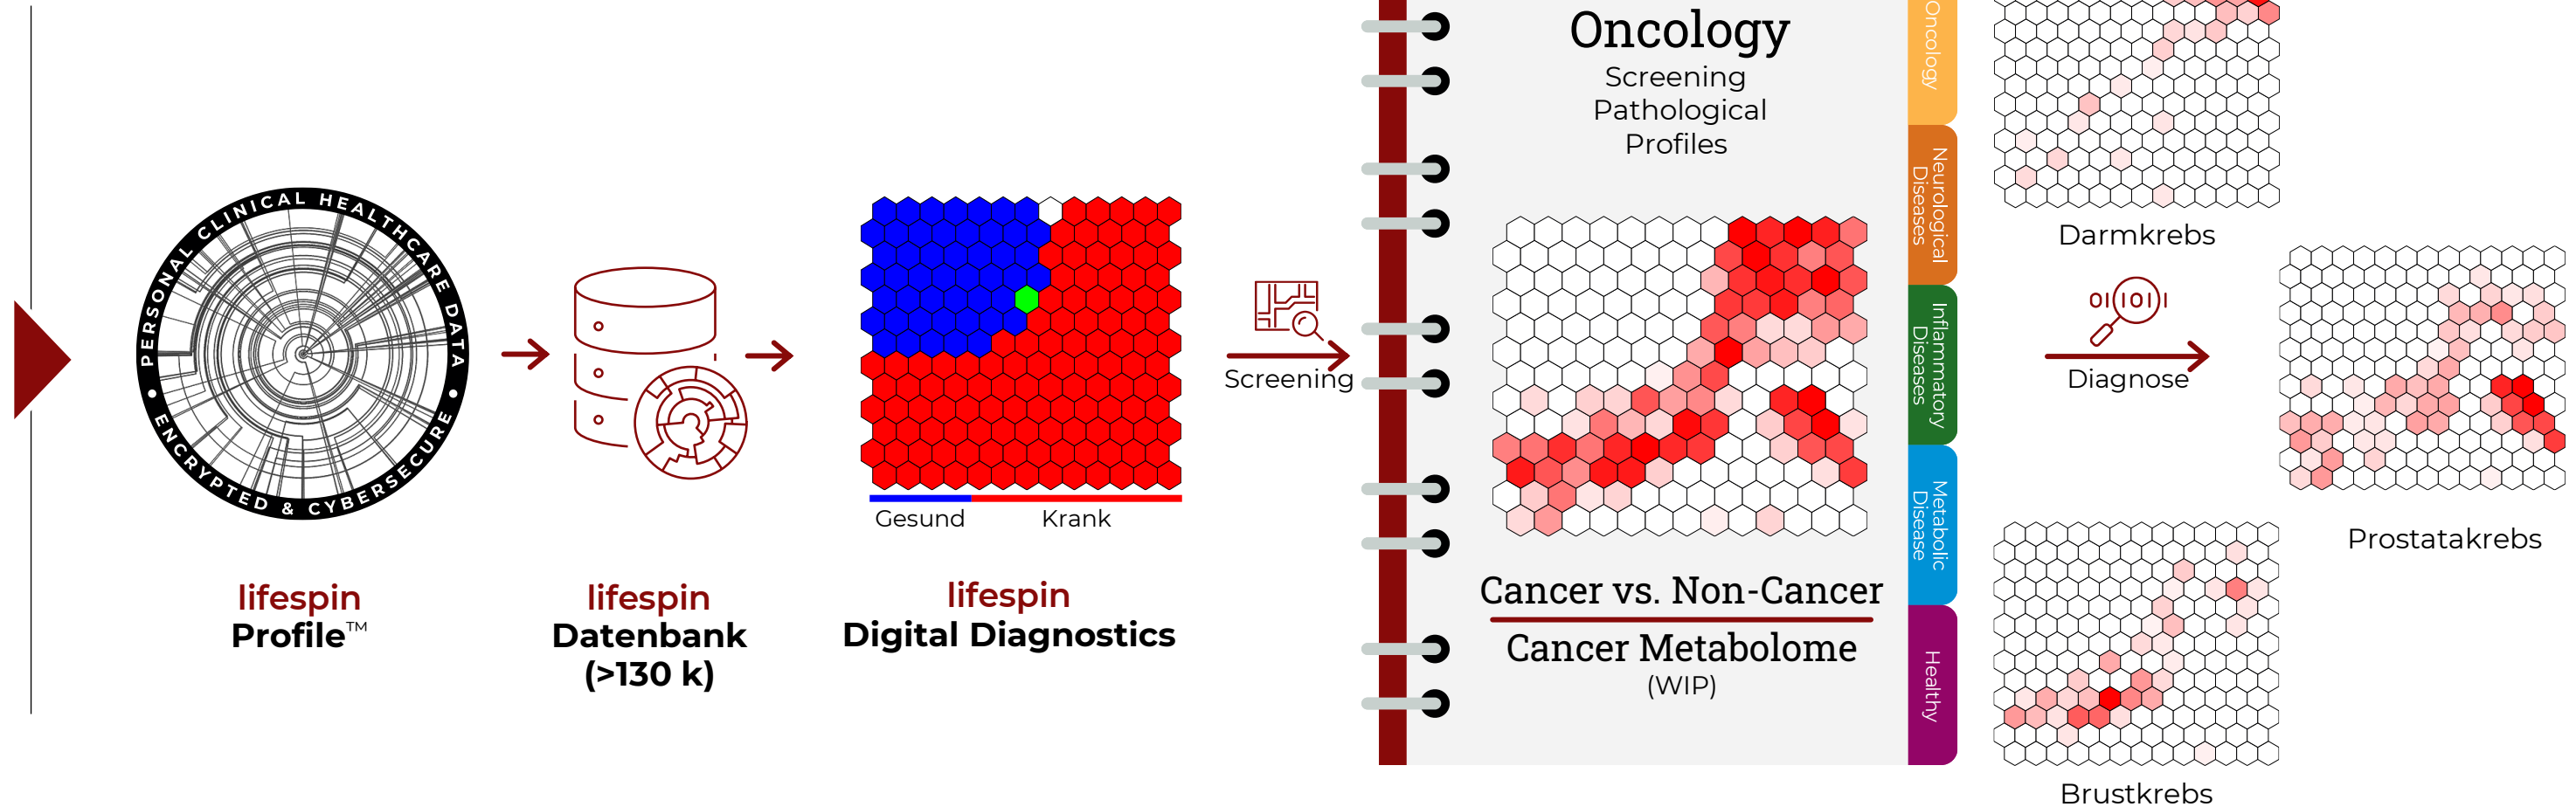 PERSONAL CLINICAL HEALTHCARE DATA
• ENCRYPTED & CYBERSECURE •
lifespin
Profile™
lifespin
Datenbank
(>130 k)
Gesund
Krank
lifespin
Digital Diagnostics
Screening
Oncology
Screening
Pathological
Profiles
Cancer vs. Non-Cancer
Cancer Metabolome
(WIP)
Oncology
Neurological
Diseases
Inflammatory
Diseases
Metabolic
Disease
Healthy
01101
Diagnose
Darmkrebs
Prostatakrebs
Brustkrebs